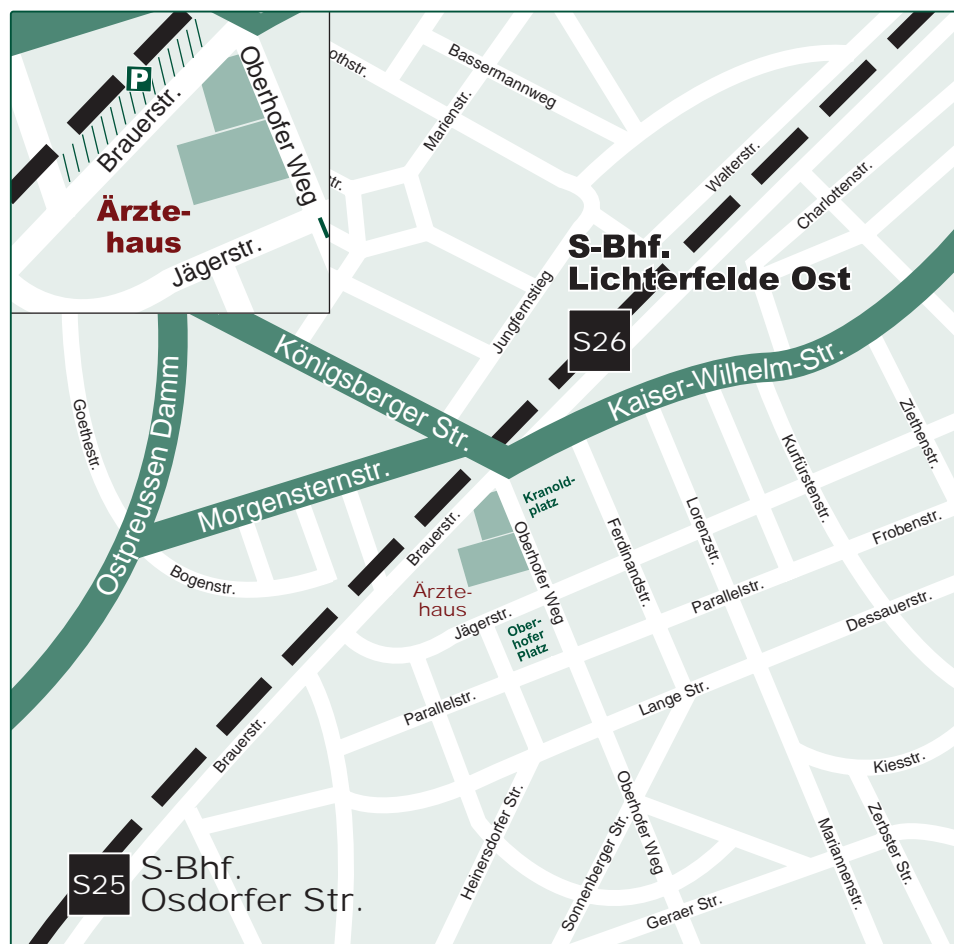 Oberhofer Weg
P
Brauerstr.
Ärzte-
haus
Jägerstr.
othstr.
Bassermannweg
Marienstr.
tr.
Walterstr.
Charlottenstr.
S-Bhf.
Lichterfelde Ost
S26
Jungfernstieg
Königsberger Str.
Kaiser-Wilhelm-Str.
Ostpreussen Damm
Goethestr.
Morgensternstr.
Ziethenstr.
Kurfürstenstr.
Kranold-
platz
Lorenzstr.
Frobenstr.
Brauerstr.
Oberhofer Weg
Ferdinandstr.
Bogenstr.
Ärzte-
haus
Jägerstr.
Parallelstr.
Dessauerstr.
Ober-
hofer
Platz
Parallelstr.
Lange Str.
Brauerstr.
Kiesstr.
Heinersdorfer Str.
Oberhofer Weg
Sonnenberger Str.
Mariannenstr.
Zerbster Str.
S25
S-Bhf.
Osdorfer Str.
Geraer Str.